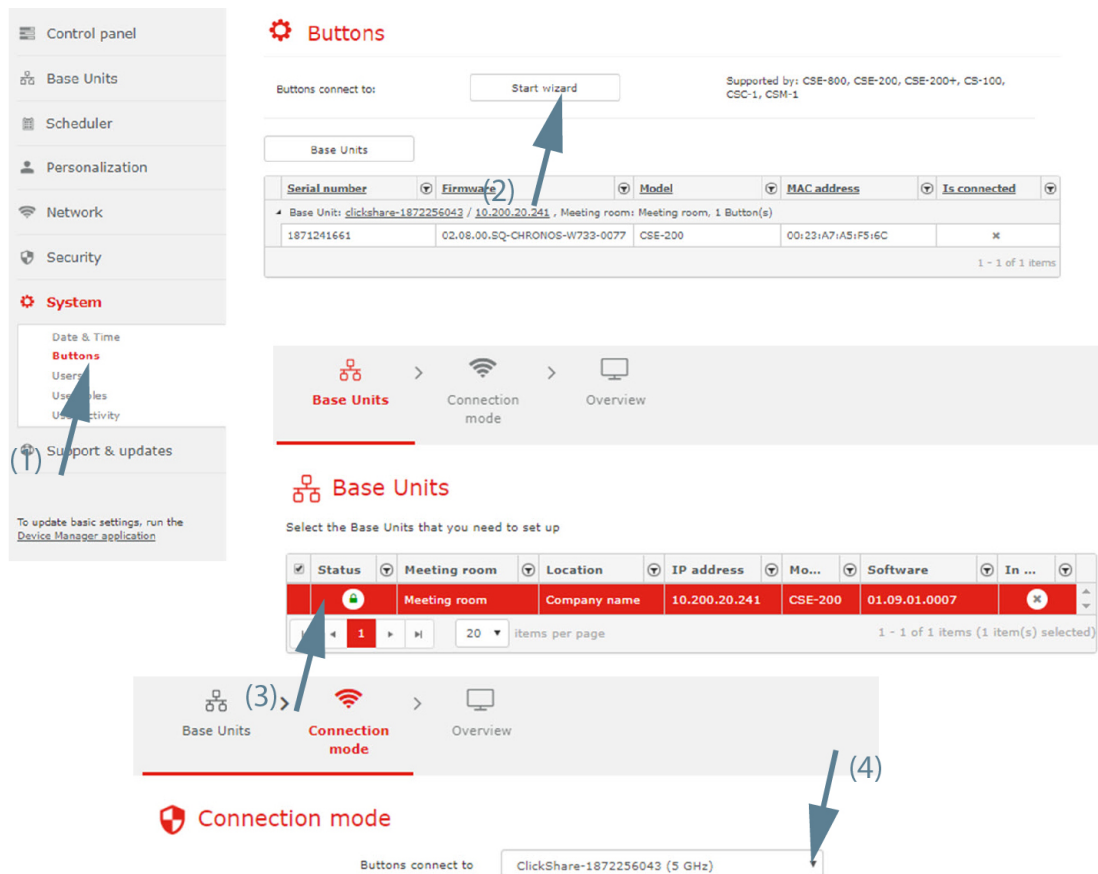 Control panel
Base Units
Scheduler
Personalization
Network
Security
System
Date & Time
Buttons
Users
Activity
Support & updates
(1)
To update basic settings, run the
Device Manager application
Buttons
Buttons connect to:
Start wizard
Supported by: CSE-800, CSE-200, CSE-200+, CS-100,
CSC-1, CSM-1
Base Units
(2)
Serial number Firmware Model MAC address Is connected
Base Unit: clickshare-1872256043 / 10.200.20.241 , Meeting room: Meeting room, 1 Button(s)
1871241661 02.08.00.SQ-CHRONOS-W733-0077 CSE-200 00:23:A7:A5:F5:6C
1 - 1 of 1 items
Base Units
Connection
mode
Overview
Base Units
Select the Base Units that you need to set up
Status Meeting room Location IP address Mo... Software In ...
Meeting room Company name 10.200.20.241 CSE-200 01.09.01.0007
1 20 items per page 1 - 1 of 1 items (1 item(s) selected)
(3)
Base Units
Connection
mode
Overview
(4)
Connection mode
Buttons connect to ClickShare-1872256043 (5 GHz)